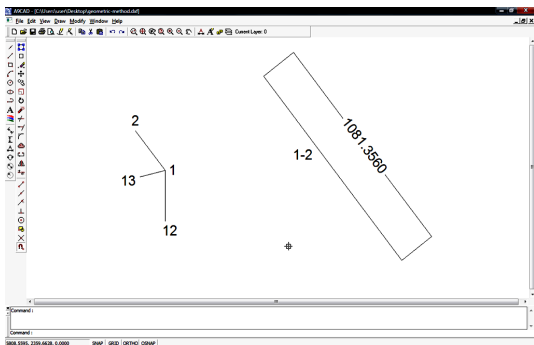 A9CAD - [C:\Users\user\Desktop\geometric-method.dxf]
File Edit View Draw Modify Window Help
Current Layer: 0
2
1
13
12
1-2
1081.3560
Command :
Command :
5808.5595, 2359.6628, 0.0000 SNAP GRID ORTHO OSNAP